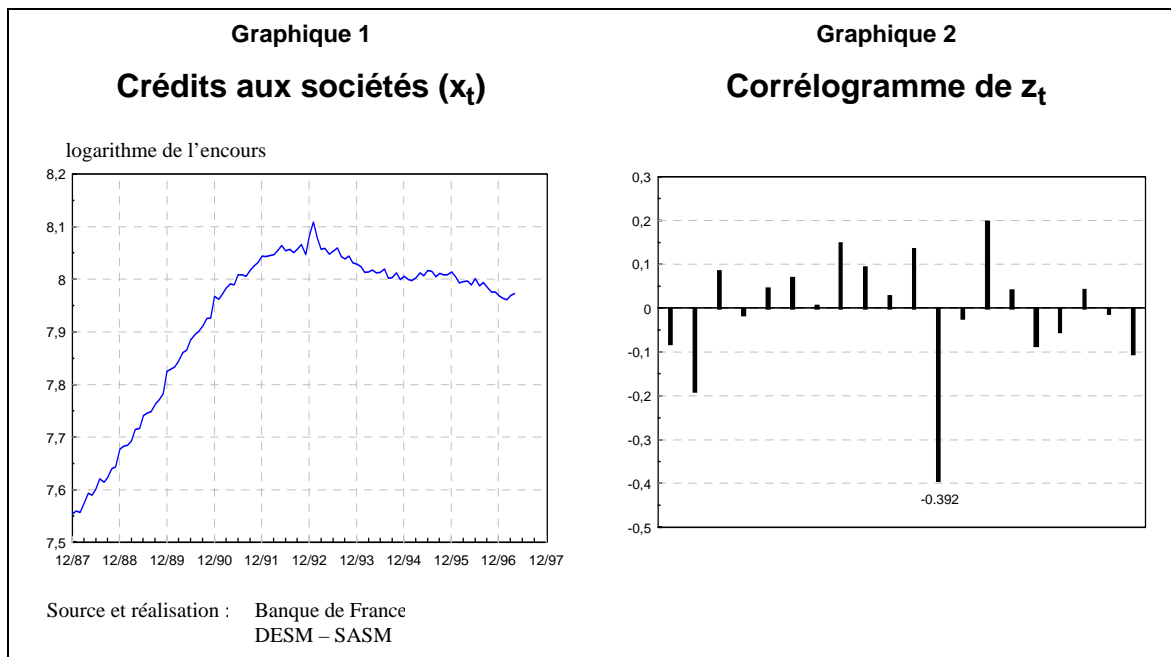 Graphique 1
Crédits aux sociétés (xt)
logarithme de l'encours
8,2
8,1
8
7,9
7,8
7,7
7,6
7,5
12/87 12/88 12/89 12/90 12/91 12/92 12/93 12/94 12/95 12/96 12/97
Source et réalisation : Banque de France
DESM – SASM
Graphique 2
Corrélogramme de zt
0,3
0,2
0,1
0
-0,1
-0,2
-0,3
-0,4
-0,5
-0.392